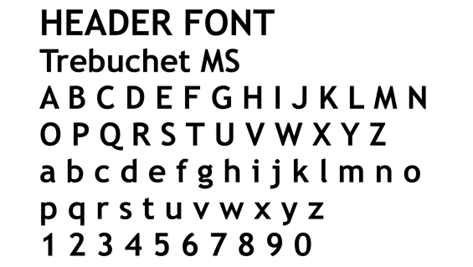 HEADER FONT
Trebuchet MS
A B C D E F G H I J K L M N
O P Q R S T U V W X Y Z
a b c d e f g h i j k l m n o
p q r s t u v w x y z
1 2 3 4 5 6 7 8 9 0